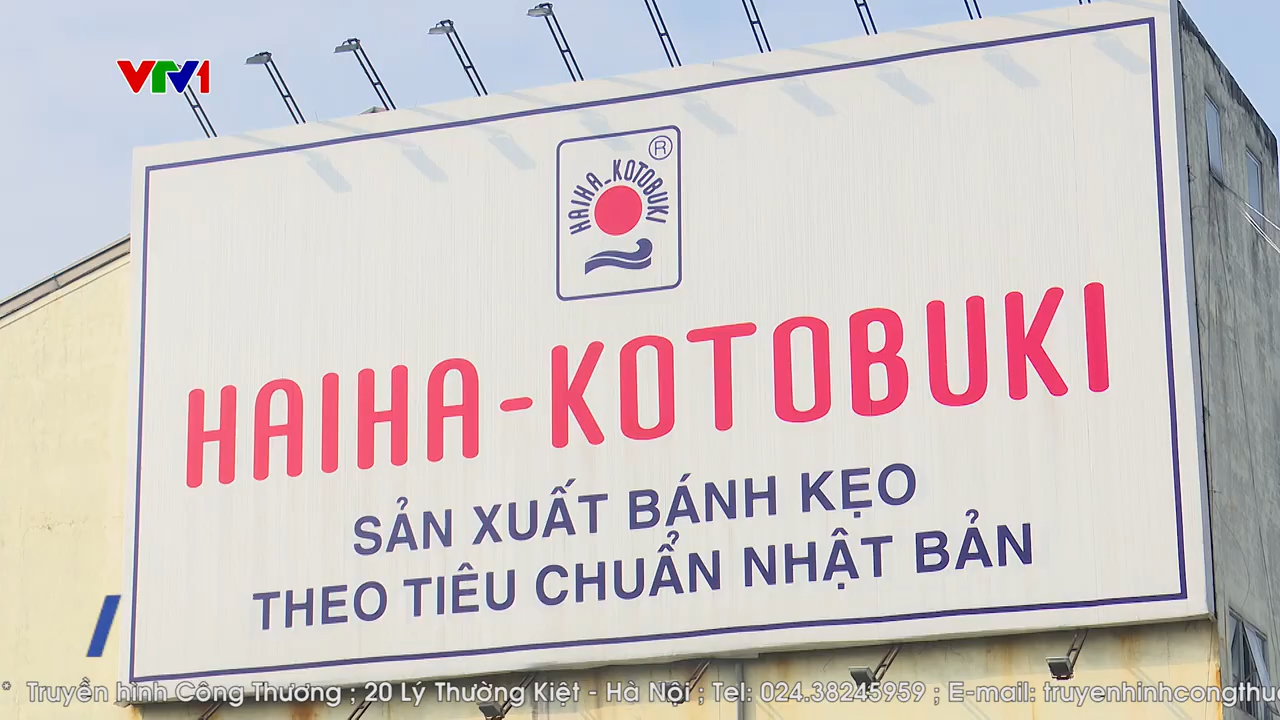 VTV1
®
HAIHA-KOTOBUKI
HAIHA-KOTOBUKI
SẢN XUẤT BÁNH KẸO
THEO TIÊU CHUẨN NHẬT BẢN
* Truyền hình Công Thương ; 20 Lý Thường Kiệt - Hà Nội ; Tel: 024.38245959 ; E-mail: truyenhinhcongthu